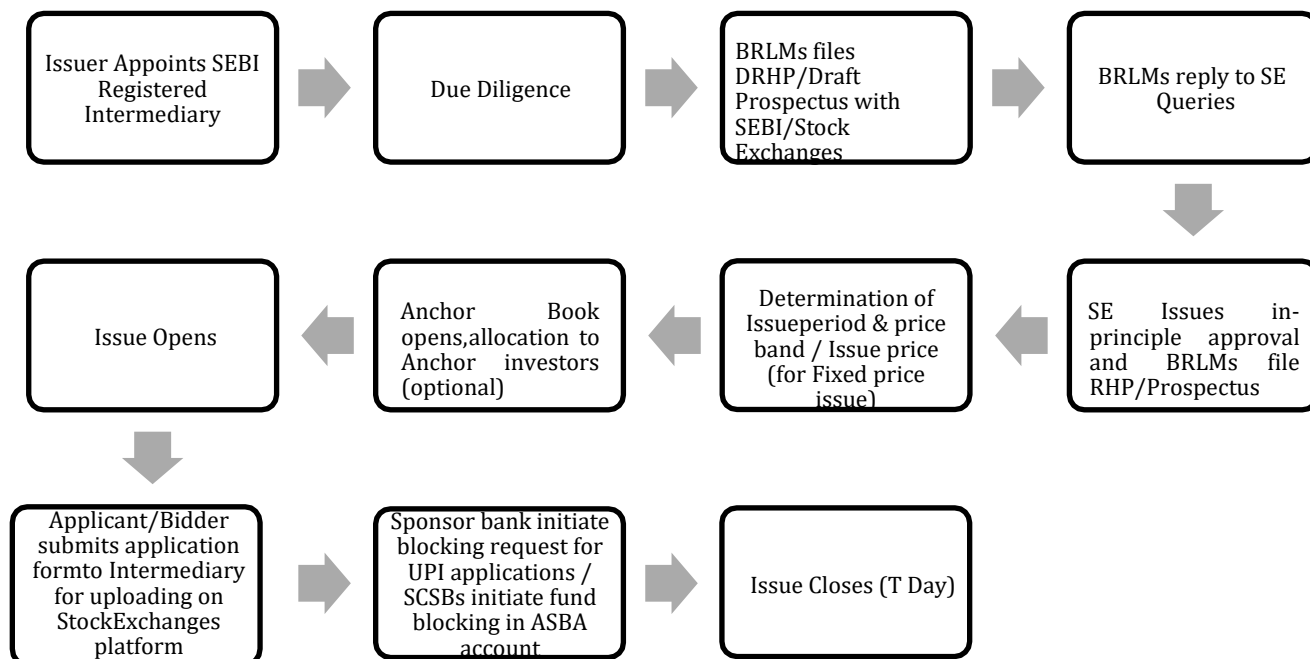 Issuer Appoints SEBI
Registered
Intermediary
Due Diligence
BRLMs files
DRHP/Draft
Prospectus with
SEBI/Stock
Exchanges
BRLMs reply to SE
Queries
Issue Opens
Anchor Book
opens,allocation to
Anchor investors
(optional)
Determination of
Issueperiod & price
band / Issue price
(for Fixed price
issue)
SE Issues in-
principle approval
and BRLMs file
RHP/Prospectus
Applicant/Bidder
submits application
formto Intermediary
for uploading on
StockExchanges
platform
Sponsor bank initiate
blocking request for
UPI applications /
SCSBs initiate fund
blocking in ASBA
account
Issue Closes (T Day)